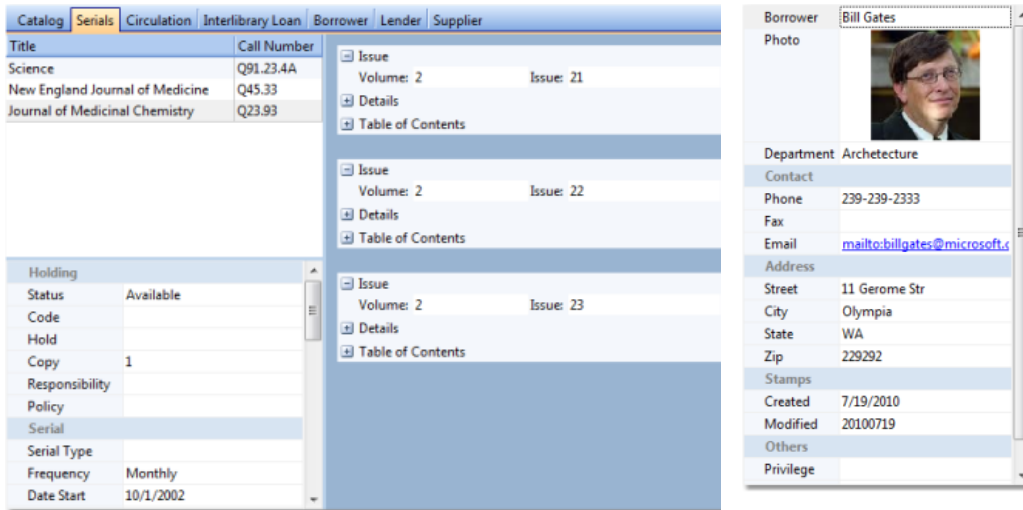 Catalog Serials Circulation Interlibrary Loan Borrower Lender Supplier
Title Call Number
Science Q91.23.4A
New England Journal of Medicine Q45.33
Journal of Medicinal Chemistry Q23.93
Holding
Status Available
Code
Hold
Copy 1
Responsibility
Policy
Serial
Serial Type
Frequency Monthly
Date Start 10/1/2002
Issue
Volume: 2 Issue: 21
Details
Table of Contents
Issue
Volume: 2 Issue: 22
Details
Table of Contents
Issue
Volume: 2 Issue: 23
Details
Table of Contents
Borrower Bill Gates
Photo
Department Archetecture
Contact
Phone 239-239-2333
Fax
Email mailto:billgates@microsoft.c
Address
Street 11 Gerome Str
City Olympia
State WA
Zip 229292
Stamps
Created 7/19/2010
Modified 20100719
Others
Privilege